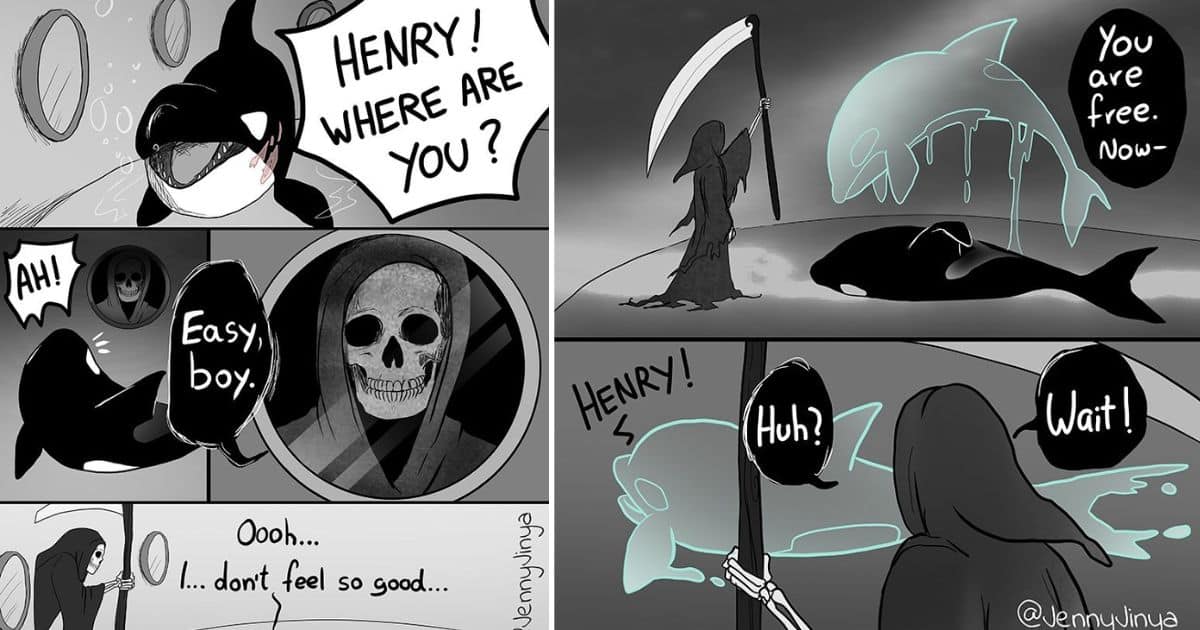 HENRY!
WHERE ARE
YOU?
AH!
Easy,
boy.
Oooh...
I... don't feel so good...
@JennyJinya
You
are
free.
Now-
HENRY!
Huh?
Wait!
@JennyJinya